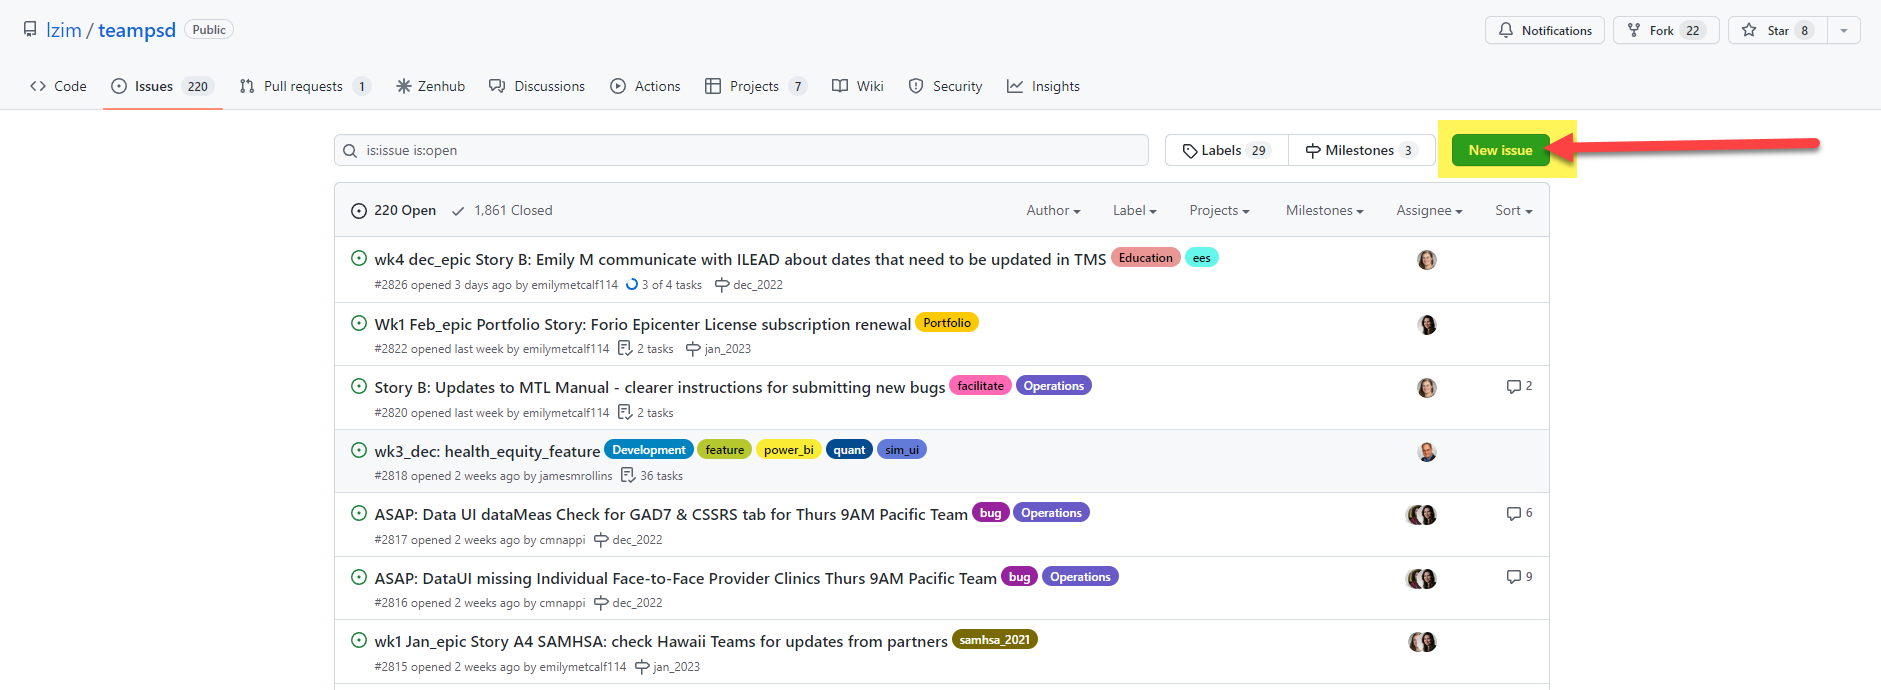 lzim / teampsd Public
Notifications Fork 22 Star 8
Code Issues 220 Pull requests 1 Zenhub Discussions Actions Projects 7 Wiki Security Insights
is:issue is:open Labels 29 Milestones 3 New issue
220 Open 1,861 Closed Author Label Projects Milestones Assignee Sort
wk4 dec_epic Story B: Emily M communicate with ILEAD about dates that need to be updated in TMS Education ees
#2826 opened 3 days ago by emilymetcalf114 3 of 4 tasks dec_2022
Wk1 Feb_epic Portfolio Story: Forio Epicenter License subscription renewal Portfolio
#2822 opened last week by emilymetcalf114 2 tasks jan_2023
Story B: Updates to MTL Manual - clearer instructions for submitting new bugs facilitate Operations 2
#2820 opened last week by emilymetcalf114 2 tasks
wk3_dec: health_equity_feature Development feature power_bi quant sim_ui
#2818 opened 2 weeks ago by jamesmrollins 36 tasks
ASAP: Data UI dataMeas Check for GAD7 & CSSRS tab for Thurs 9AM Pacific Team bug Operations 6
#2817 opened 2 weeks ago by cmnappi dec_2022
ASAP: DataUI missing Individual Face-to-Face Provider Clinics Thurs 9AM Pacific Team bug Operations 9
#2816 opened 2 weeks ago by cmnappi dec_2022
wk1 Jan_epic Story A4 SAMHSA: check Hawaii Teams for updates from partners samhsa_2021
#2815 opened 2 weeks ago by emilymetcalf114 jan_2023